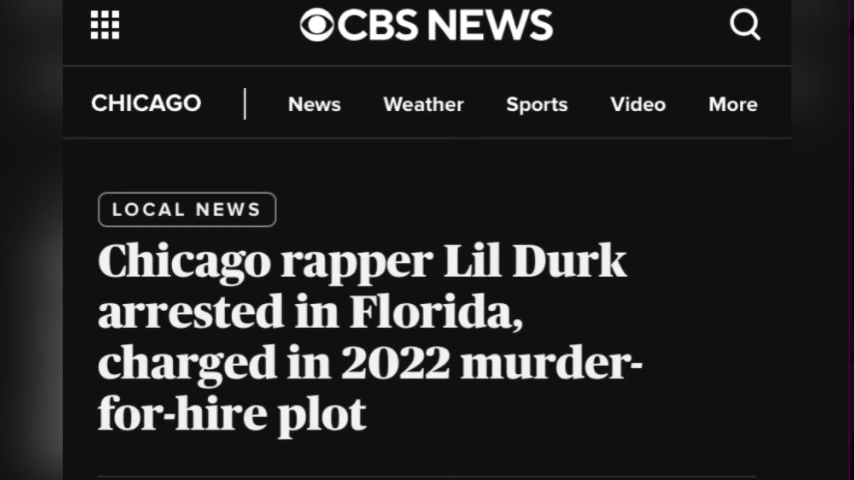 CBS NEWS
CHICAGO | News Weather Sports Video More
LOCAL NEWS
Chicago rapper Lil Durk
arrested in Florida,
charged in 2022 murder-
for-hire plot